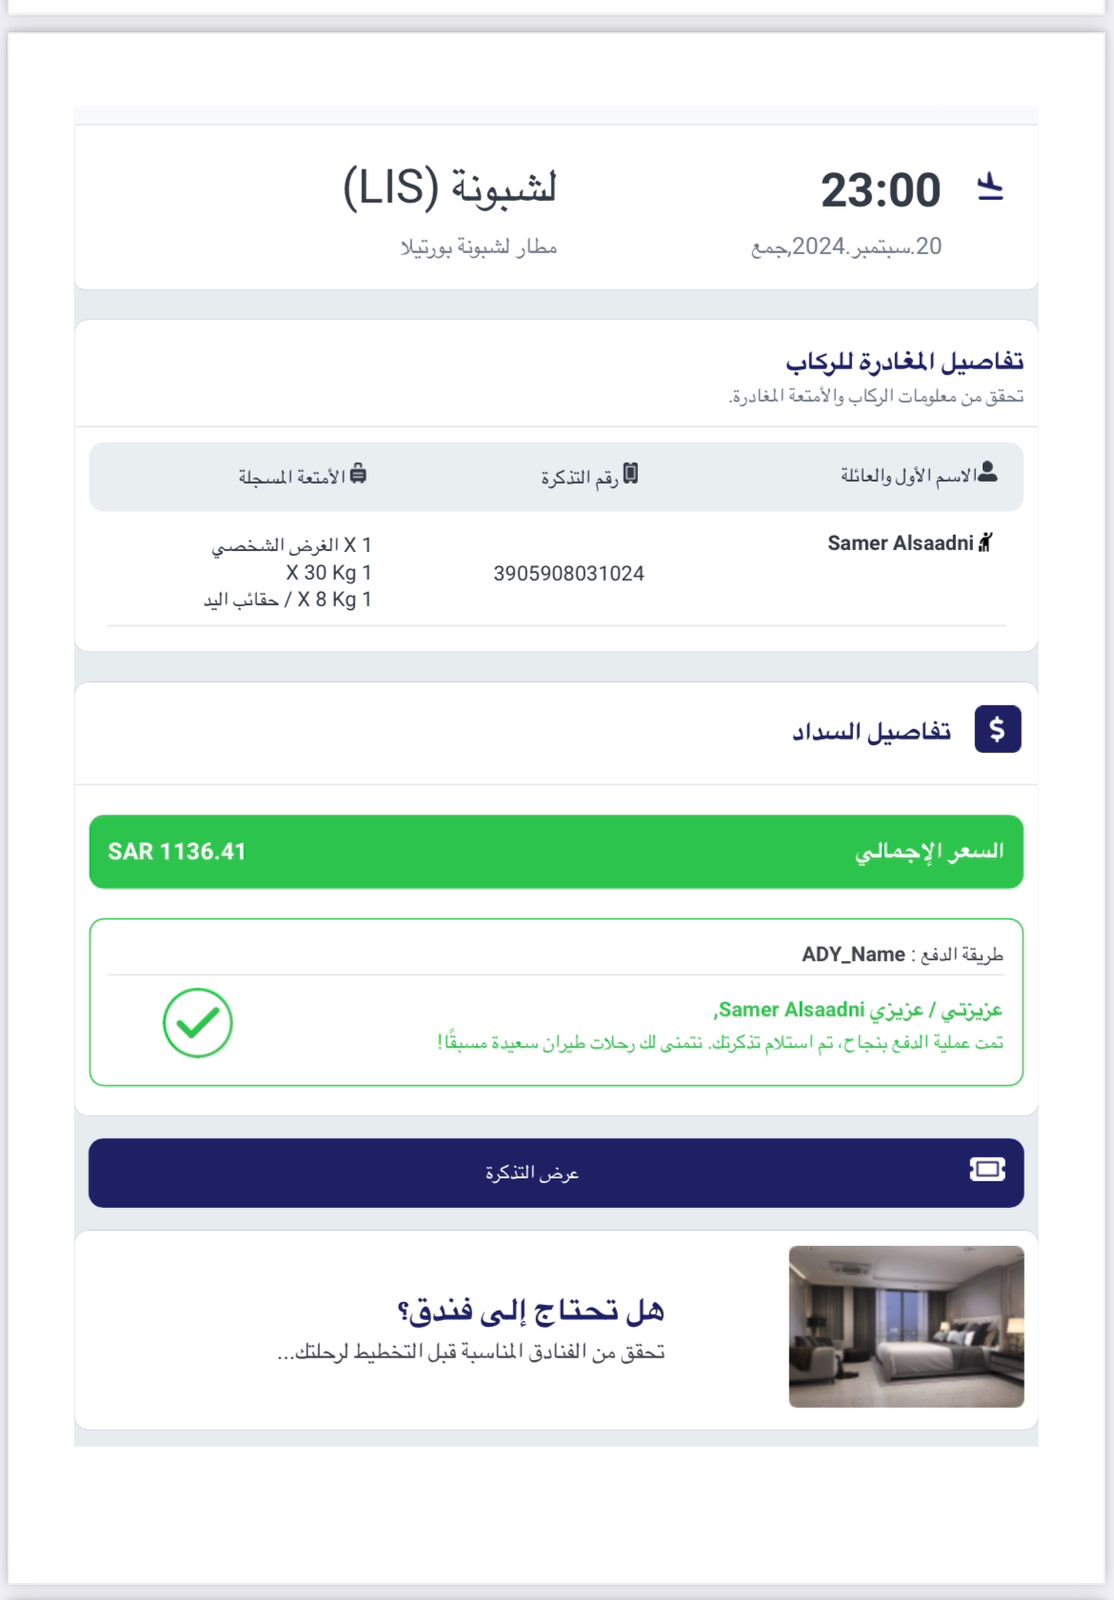 23:00 لشبونة (LIS)
20.سبتمبر.2024,جمع مطار لشبونة بورتيلا
تفاصيل المغادرة للركاب
تحقق من معلومات الركاب والأمتعة المغادرة.
الاسم الأول والعائلة رقم التذكرة الأمتعة المسجلة
Samer Alsaadni
3905908031024
1 X الغرض الشخصي
1 X 30 Kg
1 X 8 Kg / حقائب اليد
تفاصيل السداد
السعر الإجمالي SAR 1136.41
طريقة الدفع : ADY_Name
عزيزتي / عزيزي Samer Alsaadni,
تمت عملية الدفع بنجاح، تم استلام تذكرتك. نتمنى لك رحلات طيران سعيدة مسبقًا!
عرض التذكرة
هل تحتاج إلى فندق؟
تحقق من الفنادق المناسبة قبل التخطيط لرحلتك...